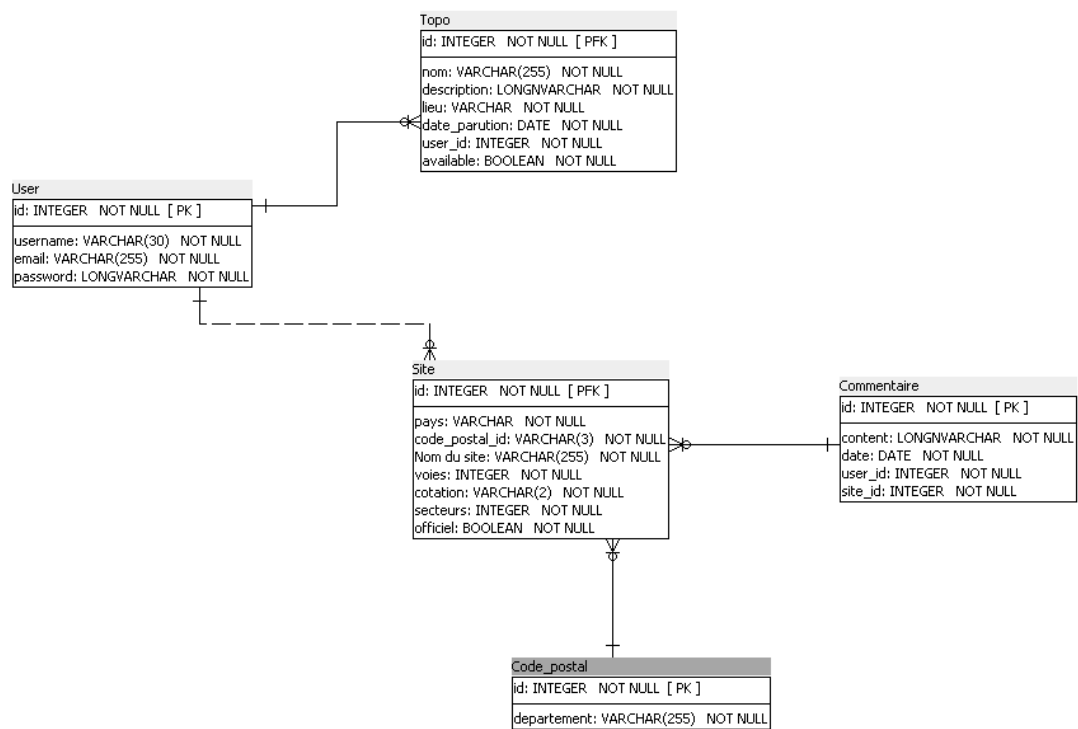 Topo
id: INTEGER NOT NULL [ PFK ]
nom: VARCHAR(255) NOT NULL
description: LONGNVARCHAR NOT NULL
lieu: VARCHAR NOT NULL
date_parution: DATE NOT NULL
user_id: INTEGER NOT NULL
available: BOOLEAN NOT NULL
User
id: INTEGER NOT NULL [ PK ]
username: VARCHAR(30) NOT NULL
email: VARCHAR(255) NOT NULL
password: LONGVARCHAR NOT NULL
Site
id: INTEGER NOT NULL [ PFK ]
pays: VARCHAR NOT NULL
code_postal_id: VARCHAR(3) NOT NULL
Nom du site: VARCHAR(255) NOT NULL
voies: INTEGER NOT NULL
cotation: VARCHAR(2) NOT NULL
secteurs: INTEGER NOT NULL
officiel: BOOLEAN NOT NULL
Commentaire
id: INTEGER NOT NULL [ PK ]
content: LONGNVARCHAR NOT NULL
date: DATE NOT NULL
user_id: INTEGER NOT NULL
site_id: INTEGER NOT NULL
Code_postal
id: INTEGER NOT NULL [ PK ]
departement: VARCHAR(255) NOT NULL